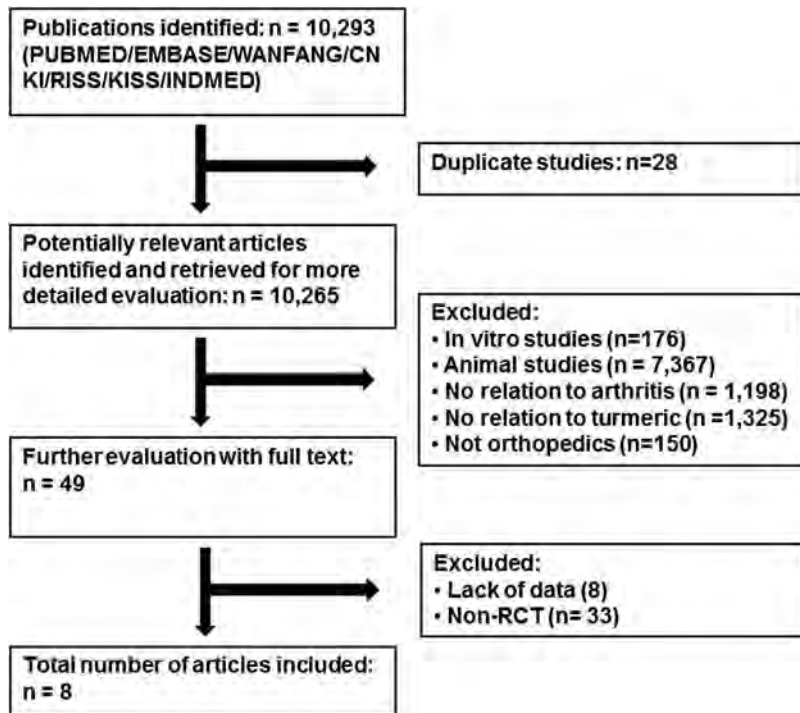 Publications identified: n = 10,293
(PUBMED/EMBASE/WANFANG/CN
KI/RISS/KISS/INDMED)
Duplicate studies: n=28
Potentially relevant articles
identified and retrieved for more
detailed evaluation: n = 10,265
Excluded:
• In vitro studies (n=176)
• Animal studies (n = 7,367)
• No relation to arthritis (n = 1,198)
• No relation to turmeric (n =1,325)
• Not orthopedics (n=150)
Further evaluation with full text:
n = 49
Excluded:
• Lack of data (8)
• Non-RCT (n= 33)
Total number of articles included:
n = 8